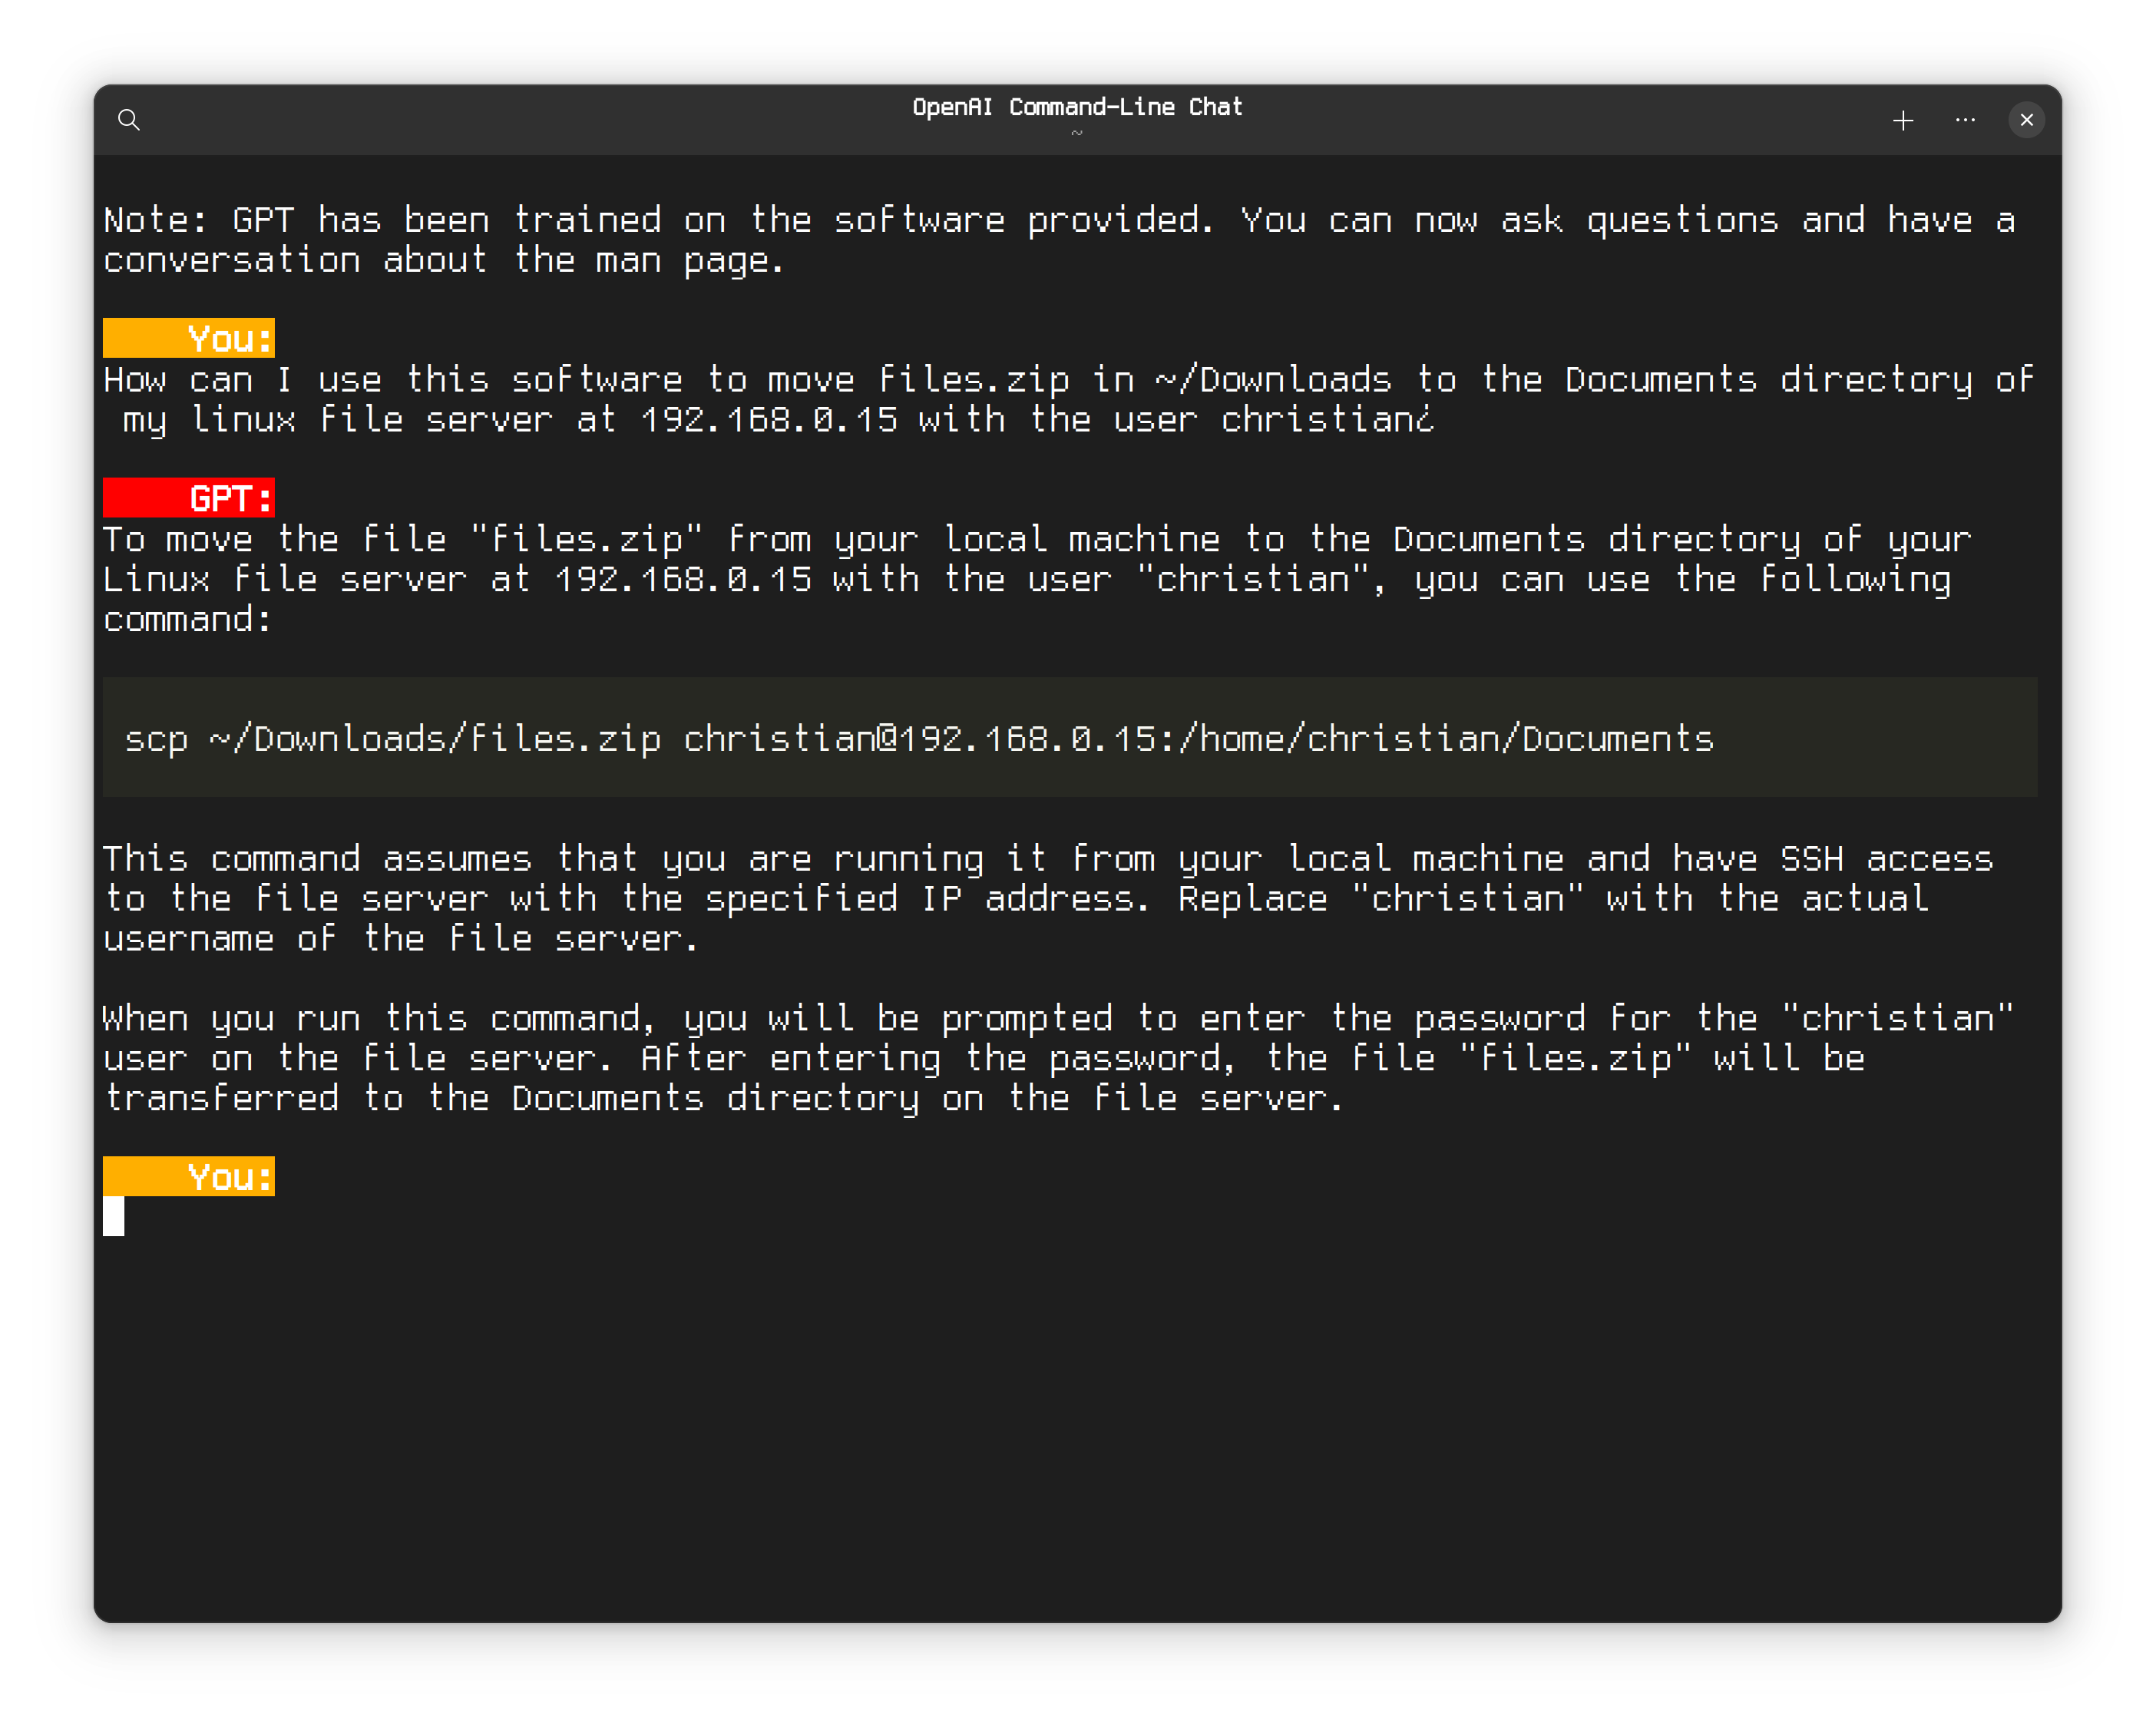 OpenAI Command-Line Chat
~
Note: GPT has been trained on the software provided. You can now ask questions and have a
conversation about the man page.
You:
How can I use this software to move files.zip in ~/Downloads to the Documents directory of
my linux file server at 192.168.0.15 with the user christian¿
GPT:
To move the file "files.zip" from your local machine to the Documents directory of your
Linux file server at 192.168.0.15 with the user "christian", you can use the following
command:
scp ~/Downloads/files.zip christian@192.168.0.15:/home/christian/Documents
This command assumes that you are running it from your local machine and have SSH access
to the file server with the specified IP address. Replace "christian" with the actual
username of the file server.
When you run this command, you will be prompted to enter the password for the "christian"
user on the file server. After entering the password, the file "files.zip" will be
transferred to the Documents directory on the file server.
You: